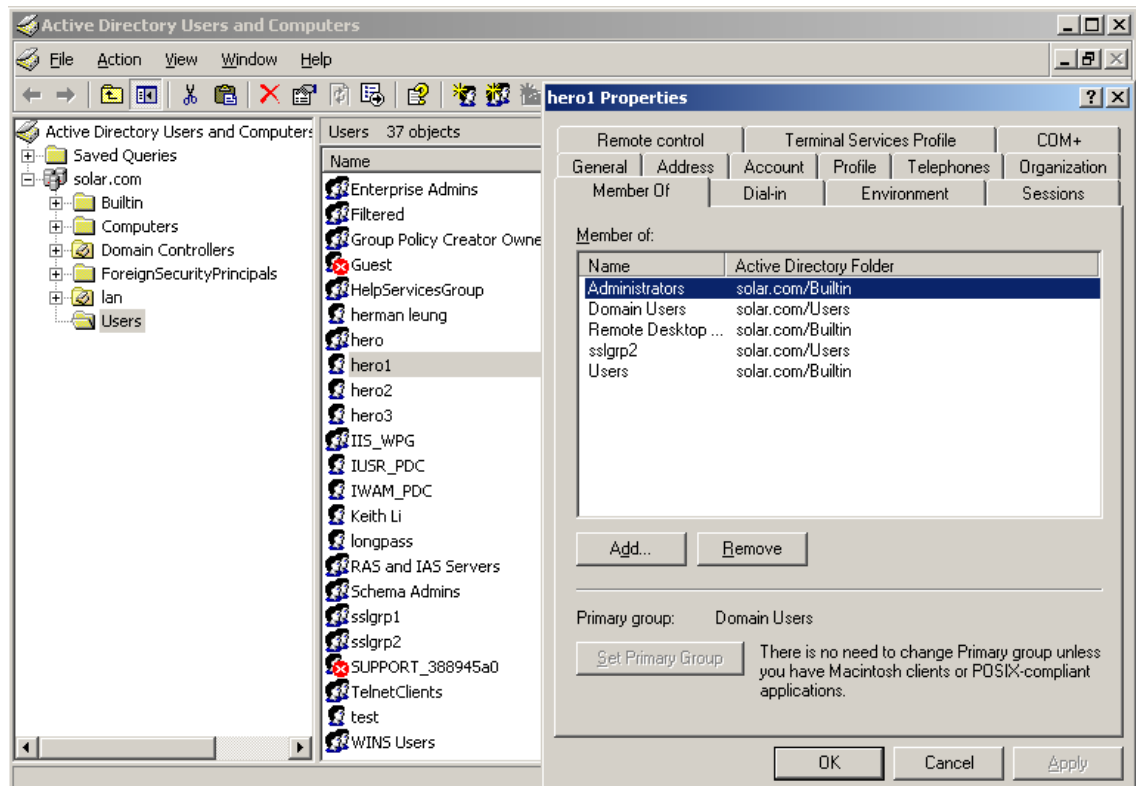 Active Directory Users and Computers
File Action View Window Help
Active Directory Users and Computers
Saved Queries
solar.com
Builtin
Computers
Domain Controllers
ForeignSecurityPrincipals
lan
Users
Users 37 objects
Name
Enterprise Admins
Filtered
Group Policy Creator Owne
Guest
HelpServicesGroup
herman leung
hero
hero1
hero2
hero3
IIS_WPG
IUSR_PDC
IWAM_PDC
Keith Li
longpass
RAS and IAS Servers
Schema Admins
sslgrp1
sslgrp2
SUPPORT_388945a0
TelnetClients
test
WINS Users
hero1 Properties
Remote control Terminal Services Profile COM+
General Address Account Profile Telephones Organization
Member Of Dial-in Environment Sessions
Member of:
Name Active Directory Folder
Administrators solar.com/Builtin
Domain Users solar.com/Users
Remote Desktop ... solar.com/Builtin
sslgrp2 solar.com/Users
Users solar.com/Builtin
Add... Remove
Primary group: Domain Users
Set Primary Group
There is no need to change Primary group unless
you have Macintosh clients or POSIX-compliant
applications.
OK Cancel Apply